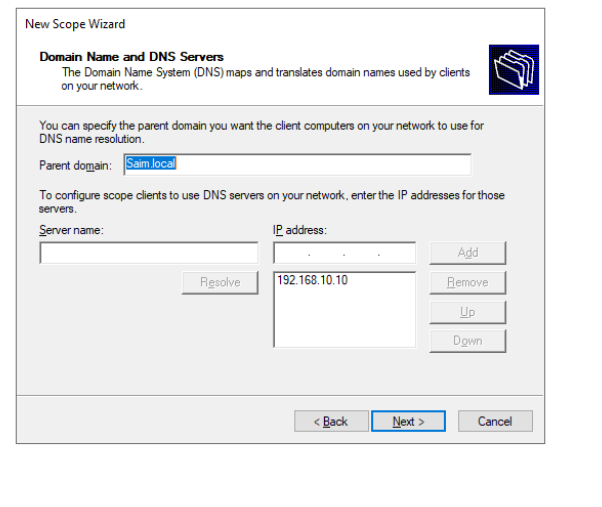 New Scope Wizard
Domain Name and DNS Servers
The Domain Name System (DNS) maps and translates domain names used by clients
on your network.
You can specify the parent domain you want the client computers on your network to use for
DNS name resolution.
Parent domain: Saim.local
To configure scope clients to use DNS servers on your network, enter the IP addresses for those
servers.
Server name: IP address:
. . . Add
Resolve 192.168.10.10 Remove
Up
Down
< Back Next > Cancel